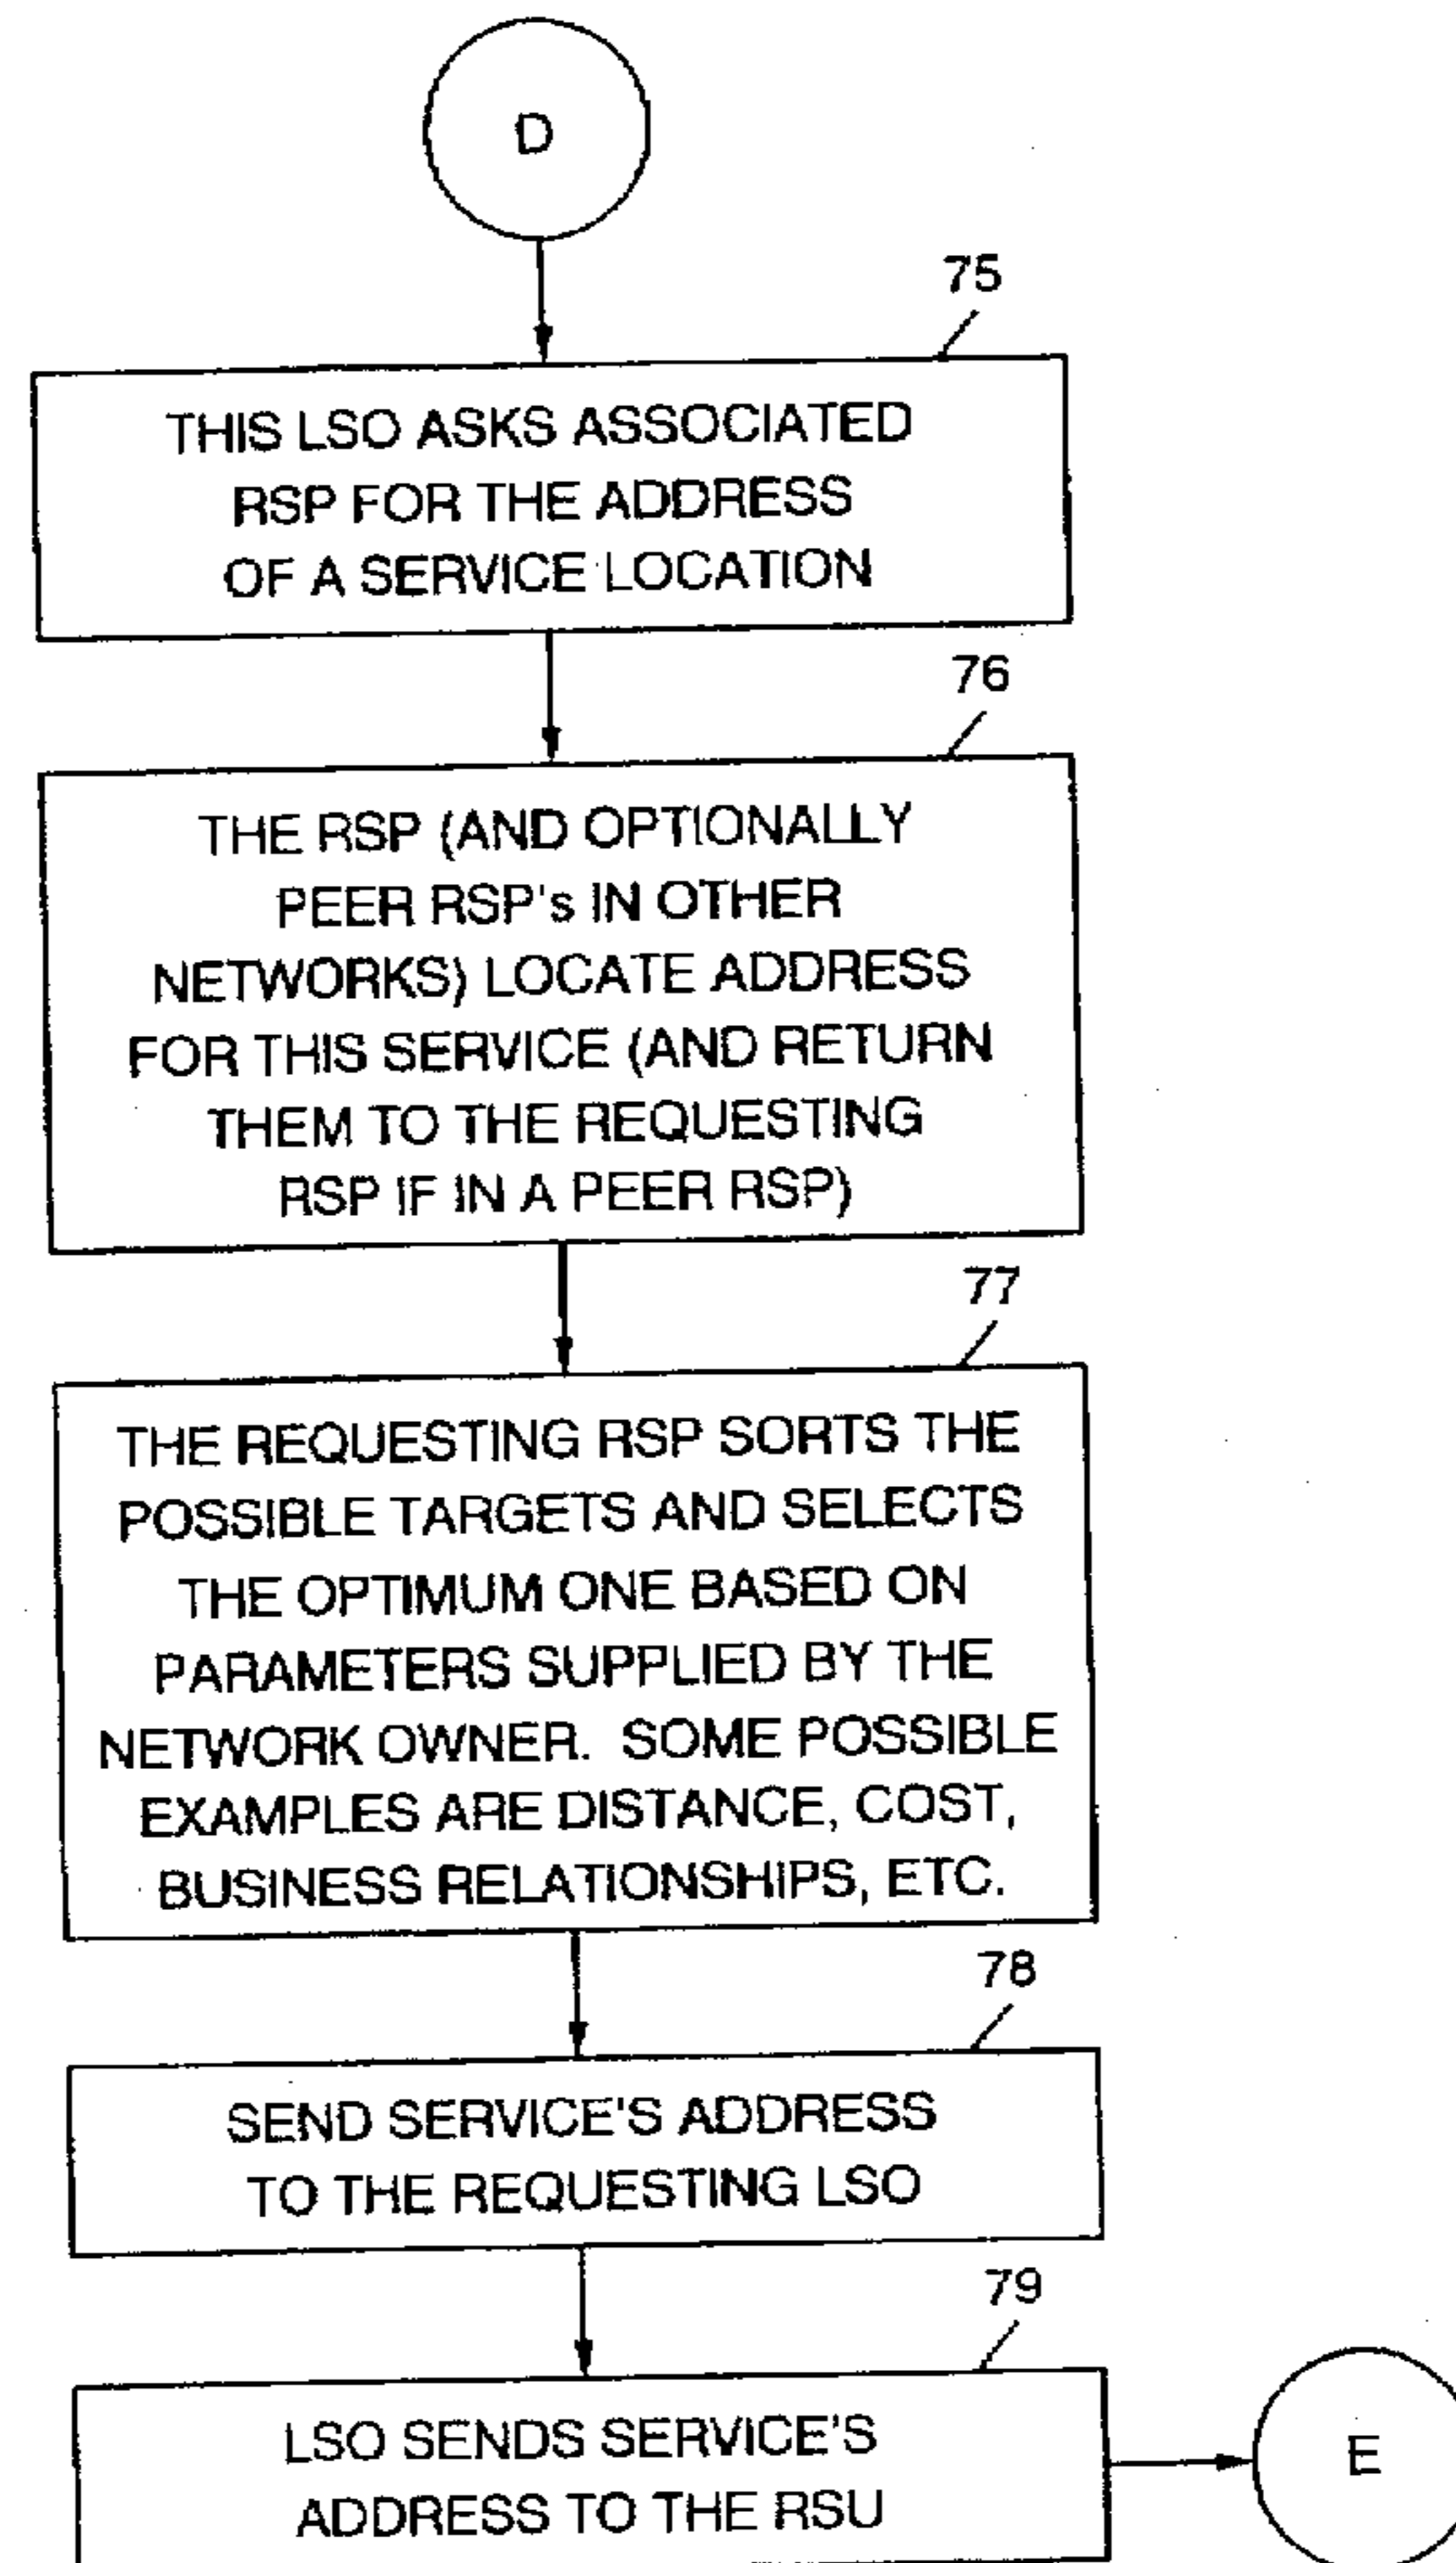 D
75
THIS LSO ASKS ASSOCIATED
RSP FOR THE ADDRESS
OF A SERVICE LOCATION
76
THE RSP (AND OPTIONALLY
PEER RSP's IN OTHER
NETWORKS) LOCATE ADDRESS
FOR THIS SERVICE (AND RETURN
THEM TO THE REQUESTING
RSP IF IN A PEER RSP)
77
THE REQUESTING RSP SORTS THE
POSSIBLE TARGETS AND SELECTS
THE OPTIMUM ONE BASED ON
PARAMETERS SUPPLIED BY THE
NETWORK OWNER. SOME POSSIBLE
EXAMPLES ARE DISTANCE, COST,
BUSINESS RELATIONSHIPS, ETC.
78
SEND SERVICE'S ADDRESS
TO THE REQUESTING LSO
79
LSO SENDS SERVICE'S
ADDRESS TO THE RSU
E